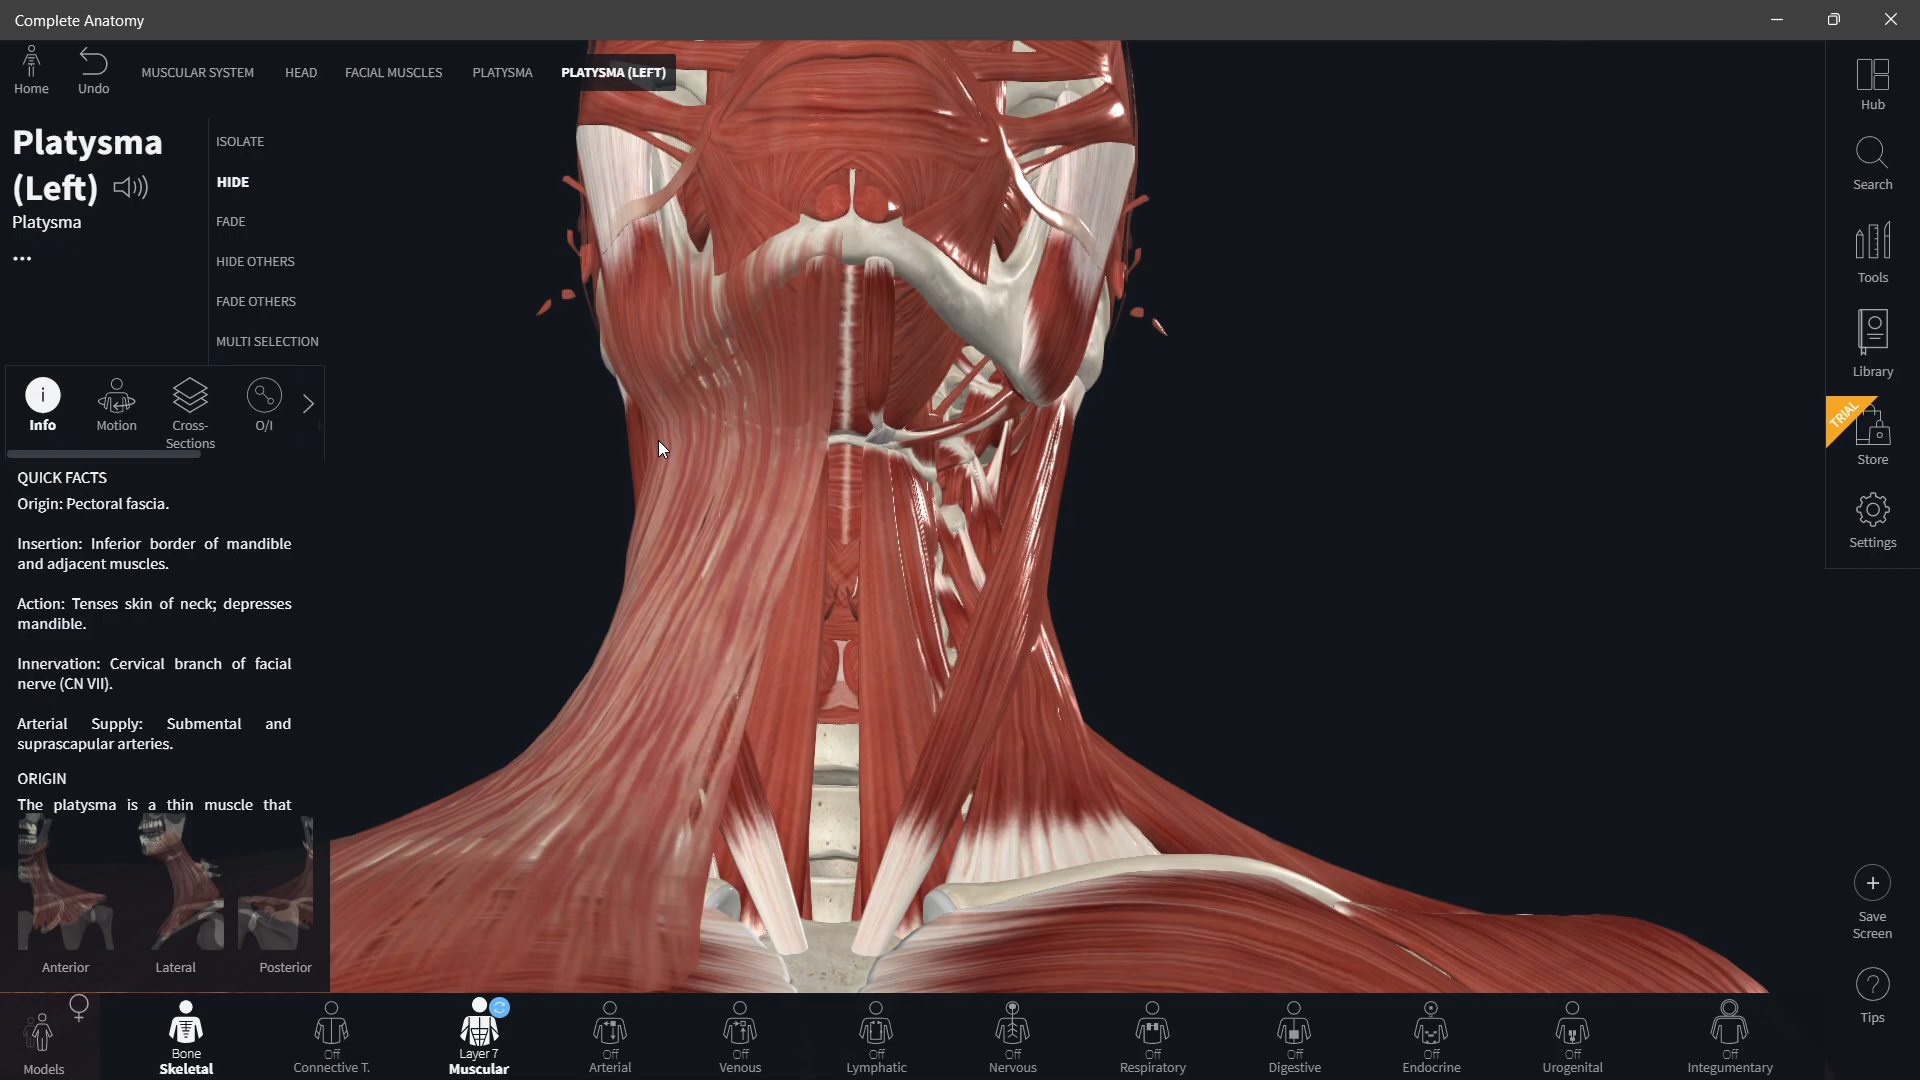 Complete Anatomy
Home
Undo
MUSCULAR SYSTEM
HEAD
FACIAL MUSCLES
PLATYSMA
PLATYSMA (LEFT)
Platysma
(Left)
Platysma
ISOLATE
HIDE
FADE
HIDE OTHERS
FADE OTHERS
MULTI SELECTION
Info
Motion
Cross-
Sections
O/I
QUICK FACTS
Origin: Pectoral fascia.
Insertion: Inferior border of mandible
and adjacent muscles.
Action: Tenses skin of neck; depresses
mandible.
Innervation: Cervical branch of facial
nerve (CN VII).
Arterial Supply: Submental and
suprascapular arteries.
ORIGIN
The platysma is a thin muscle that
Anterior
Lateral
Posterior
Hub
Search
Tools
Library
TRIAL
Store
Settings
Save
Screen
Tips
Models
Bone
Skeletal
Off
Connective T.
Layer 7
Muscular
Off
Arterial
Off
Venous
Off
Lymphatic
Off
Nervous
Off
Respiratory
Off
Digestive
Off
Endocrine
Off
Urogenital
Off
Integumentary